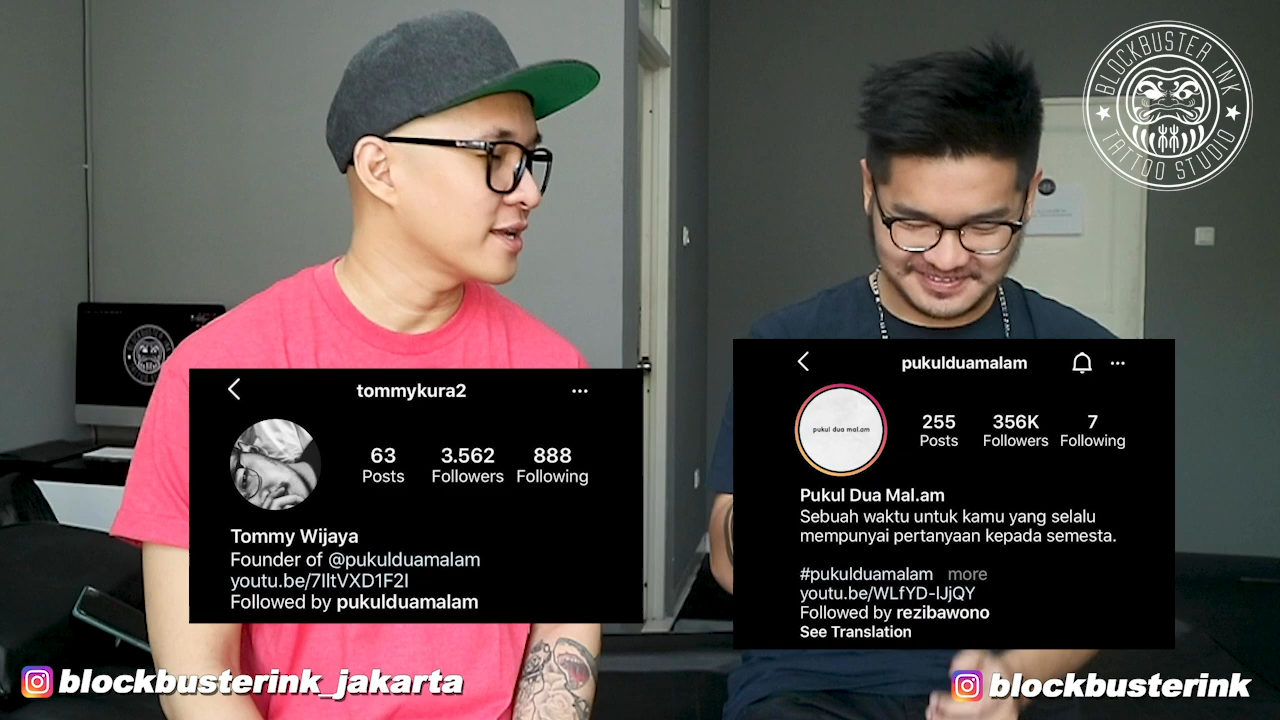 BLOCKBUSTER INK
TATTOO STUDIO
tommykura2
63
3.562
888
Posts
Followers
Following
Tommy Wijaya
Founder of @pukulduamalam
youtu.be/7IltVXD1F2I
Followed by pukulduamalam
pukulduamalam
pukul dua mal.am
255
356K
7
Posts
Followers
Following
Pukul Dua Mal.am
Sebuah waktu untuk kamu yang selalu
mempunyai pertanyaan kepada semesta.
#pukulduamalam more
youtu.be/WLfYD-lJjQY
Followed by rezibawono
See Translation
blockbusterink_jakarta
blockbusterink